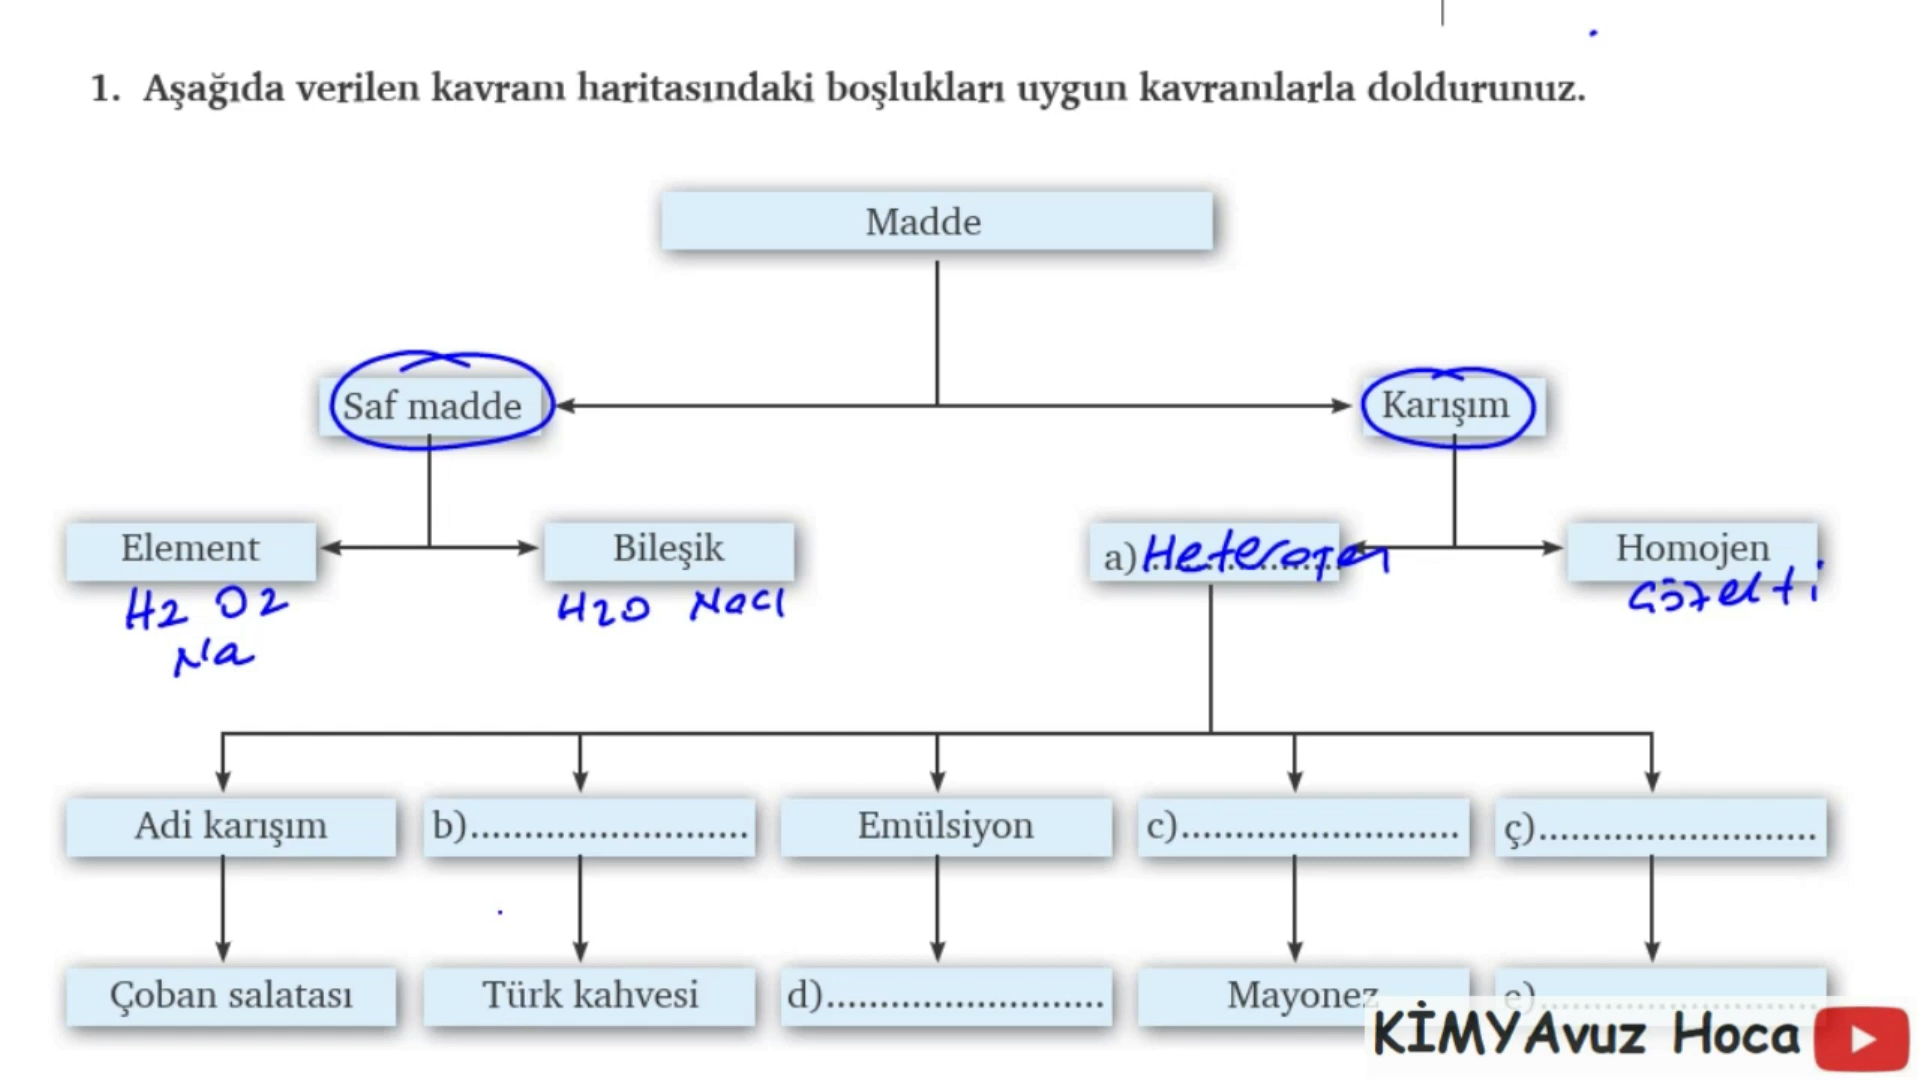 1. Aşağıda verilen kavram haritasındaki boşlukları uygun kavramlarla doldurunuz.
Madde
Saf madde
Karışım
Element
Bileşik
a) Heterojen
Homojen
H2 O2
Na
H2O NaCl
Çözelti
Adi karışım
b)..........................
Emülsiyon
c)..........................
ç)..........................
Çoban salatası
Türk kahvesi
d)..........................
Mayonez
e)..........................
KİMYAvuz Hoca